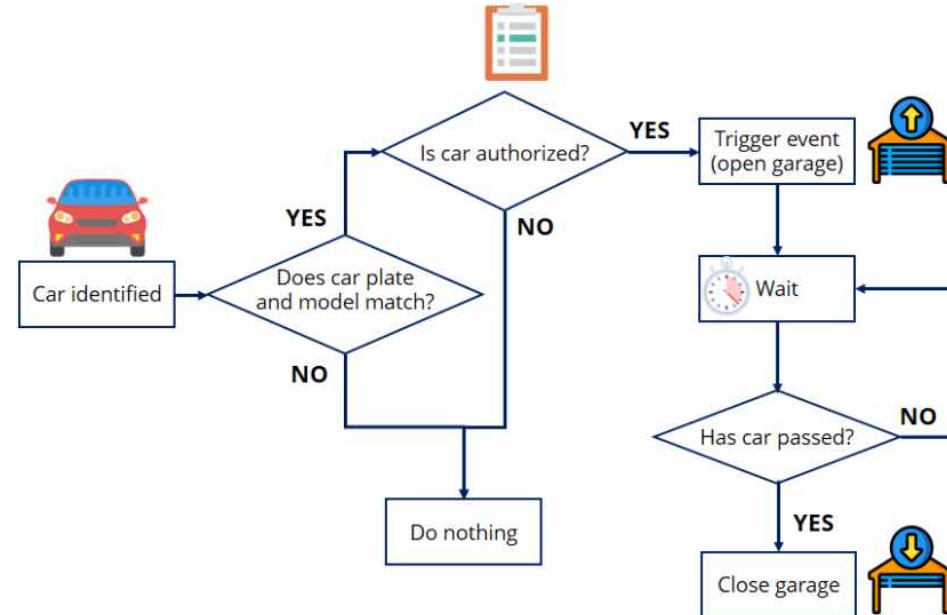 Is car authorized?
YES
Trigger event
(open garage)
YES
NO
Car identified
Does car plate
and model match?
Wait
NO
Has car passed?
NO
Do nothing
YES
Close garage